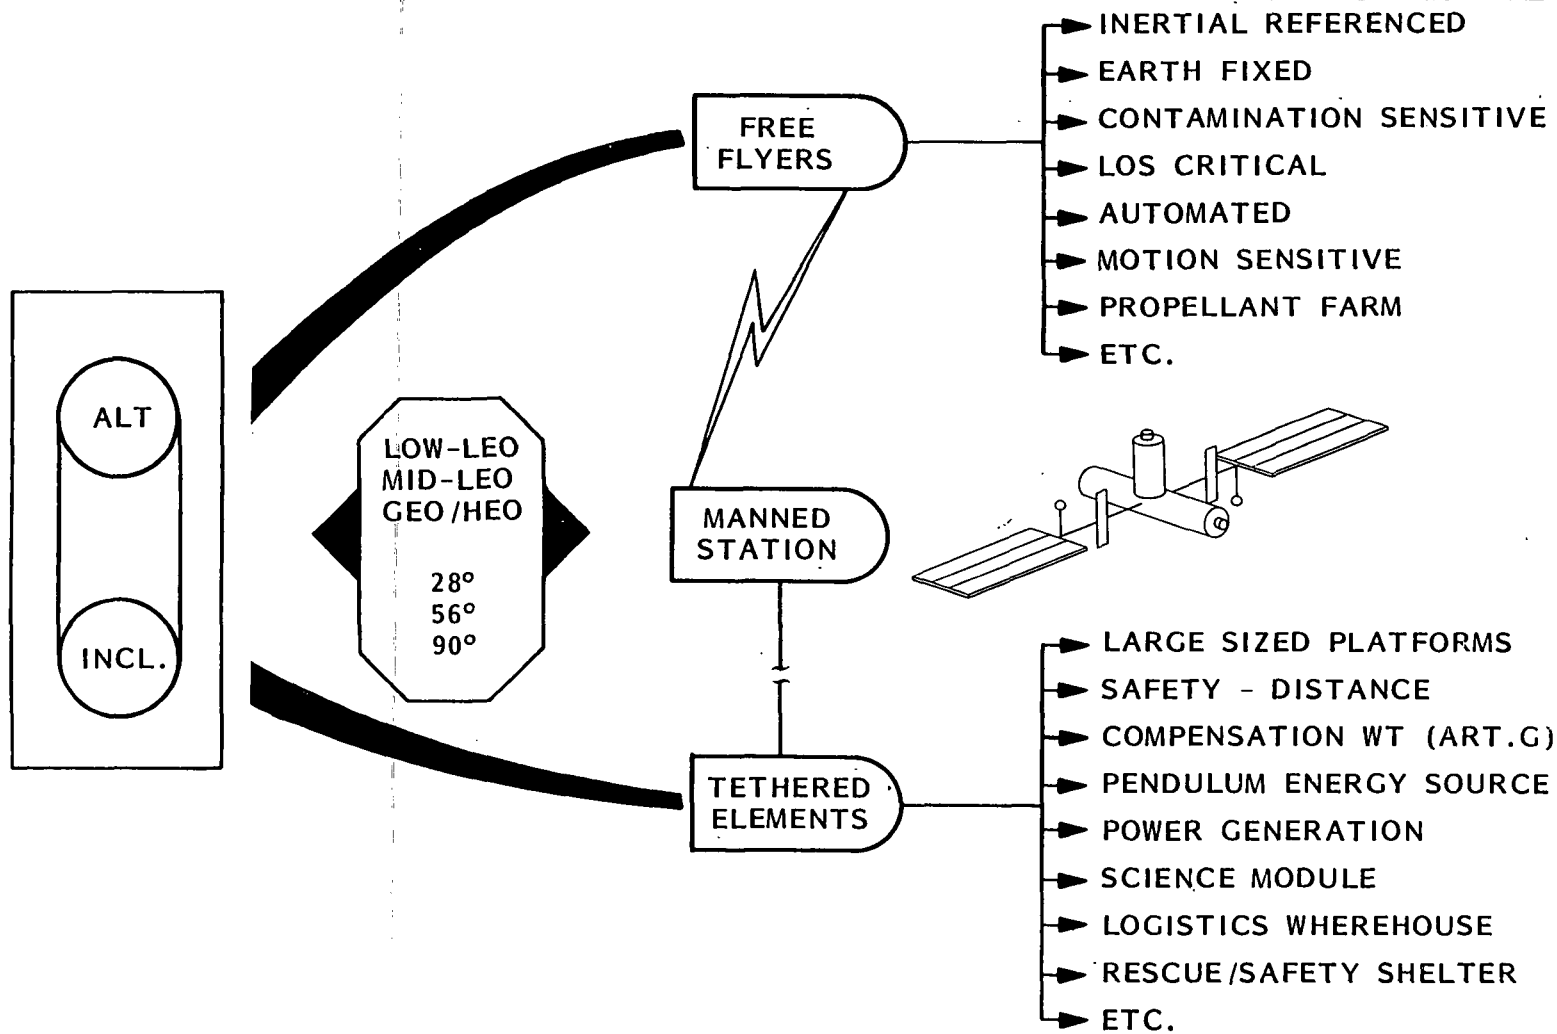 INERTIAL REFERENCED
EARTH FIXED
CONTAMINATION SENSITIVE
LOS CRITICAL
AUTOMATED
MOTION SENSITIVE
PROPELLANT FARM
ETC.
FREE
FLYERS
ALT
INCL.
LOW-LEO
MID-LEO
GEO/HEO
28°
56°
90°
MANNED
STATION
TETHERED
ELEMENTS
LARGE SIZED PLATFORMS
SAFETY - DISTANCE
COMPENSATION WT (ART.G)
PENDULUM ENERGY SOURCE
POWER GENERATION
SCIENCE MODULE
LOGISTICS WHEREHOUSE
RESCUE/SAFETY SHELTER
ETC.